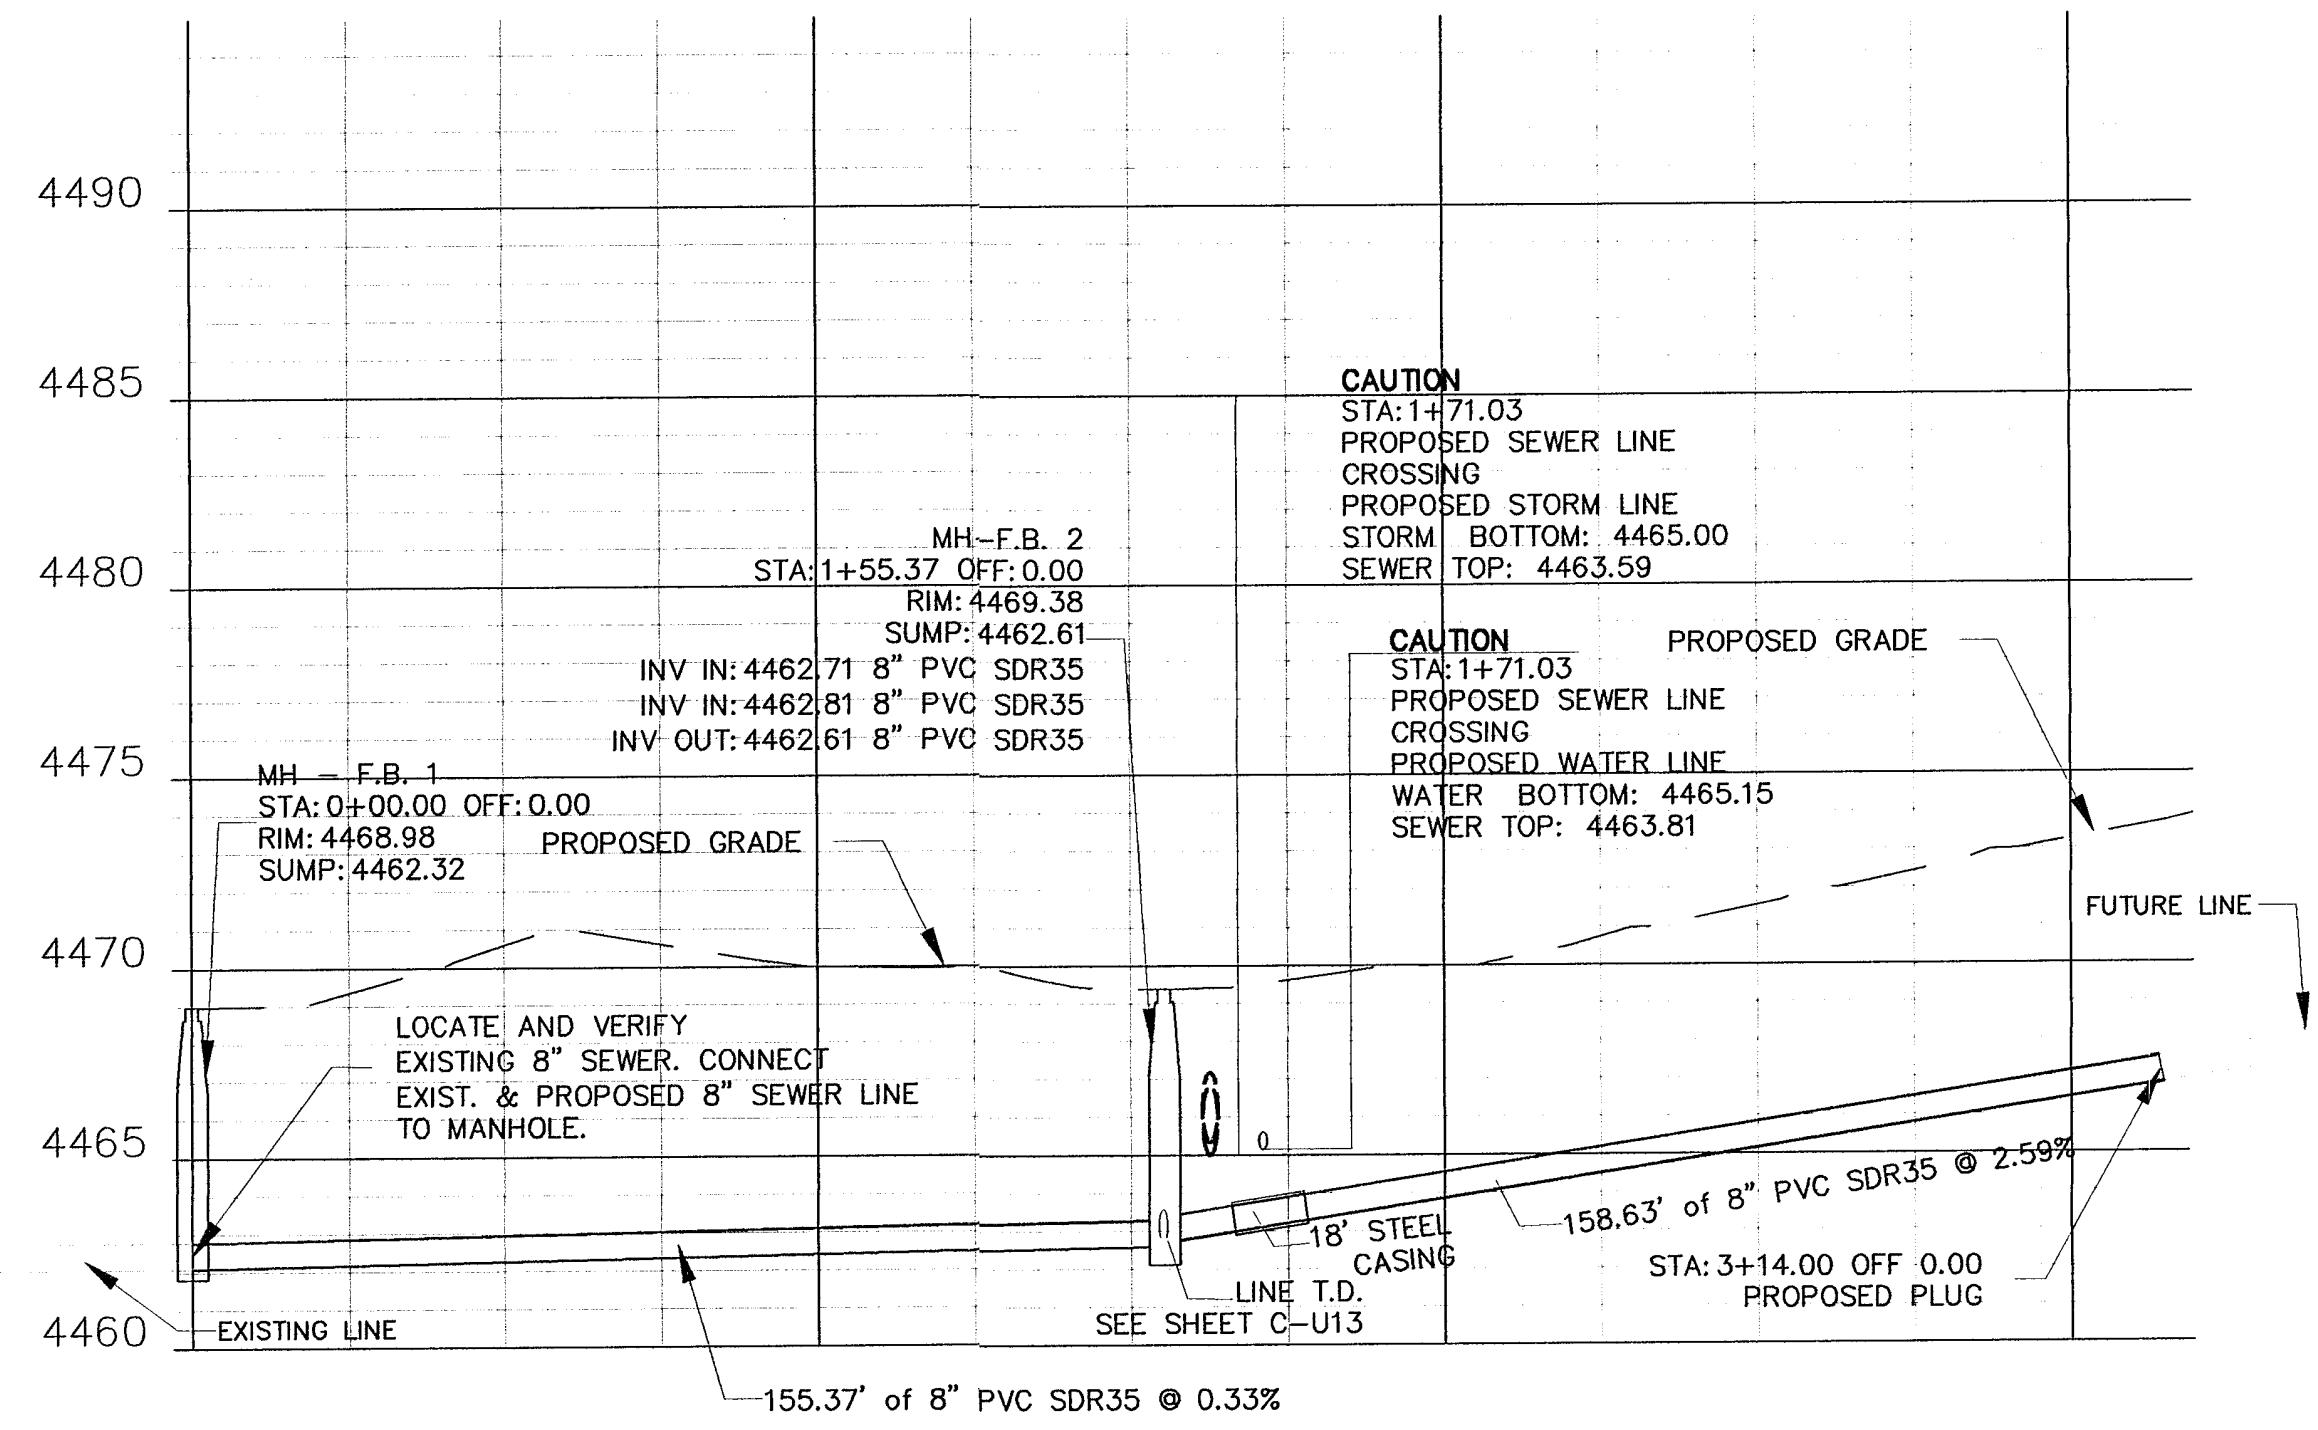 4490
4485
4480
4475
4470
4465
4460
CAUTION
STA:1+71.03
PROPOSED SEWER LINE
CROSSING
PROPOSED STORM LINE
STORM BOTTOM: 4465.00
SEWER TOP: 4463.59
MH-F.B. 2
STA:1+55.37 OFF:0.00
RIM:4469.38
SUMP:4462.61
INV IN:4462.71 8" PVC SDR35
INV IN:4462.81 8" PVC SDR35
INV OUT:4462.61 8" PVC SDR35
CAUTION
STA:1+71.03
PROPOSED SEWER LINE
CROSSING
PROPOSED WATER LINE
WATER BOTTOM: 4465.15
SEWER TOP: 4463.81
PROPOSED GRADE
MH - F.B. 1
STA:0+00.00 OFF:0.00
RIM:4468.98
SUMP:4462.32
PROPOSED GRADE
FUTURE LINE
LOCATE AND VERIFY
EXISTING 8" SEWER. CONNECT
EXIST. & PROPOSED 8" SEWER LINE
TO MANHOLE.
158.63' of 8" PVC SDR35 @ 2.59%
18' STEEL
CASING
STA:3+14.00 OFF 0.00
PROPOSED PLUG
LINE T.D.
SEE SHEET C-U13
EXISTING LINE
155.37' of 8" PVC SDR35 @ 0.33%